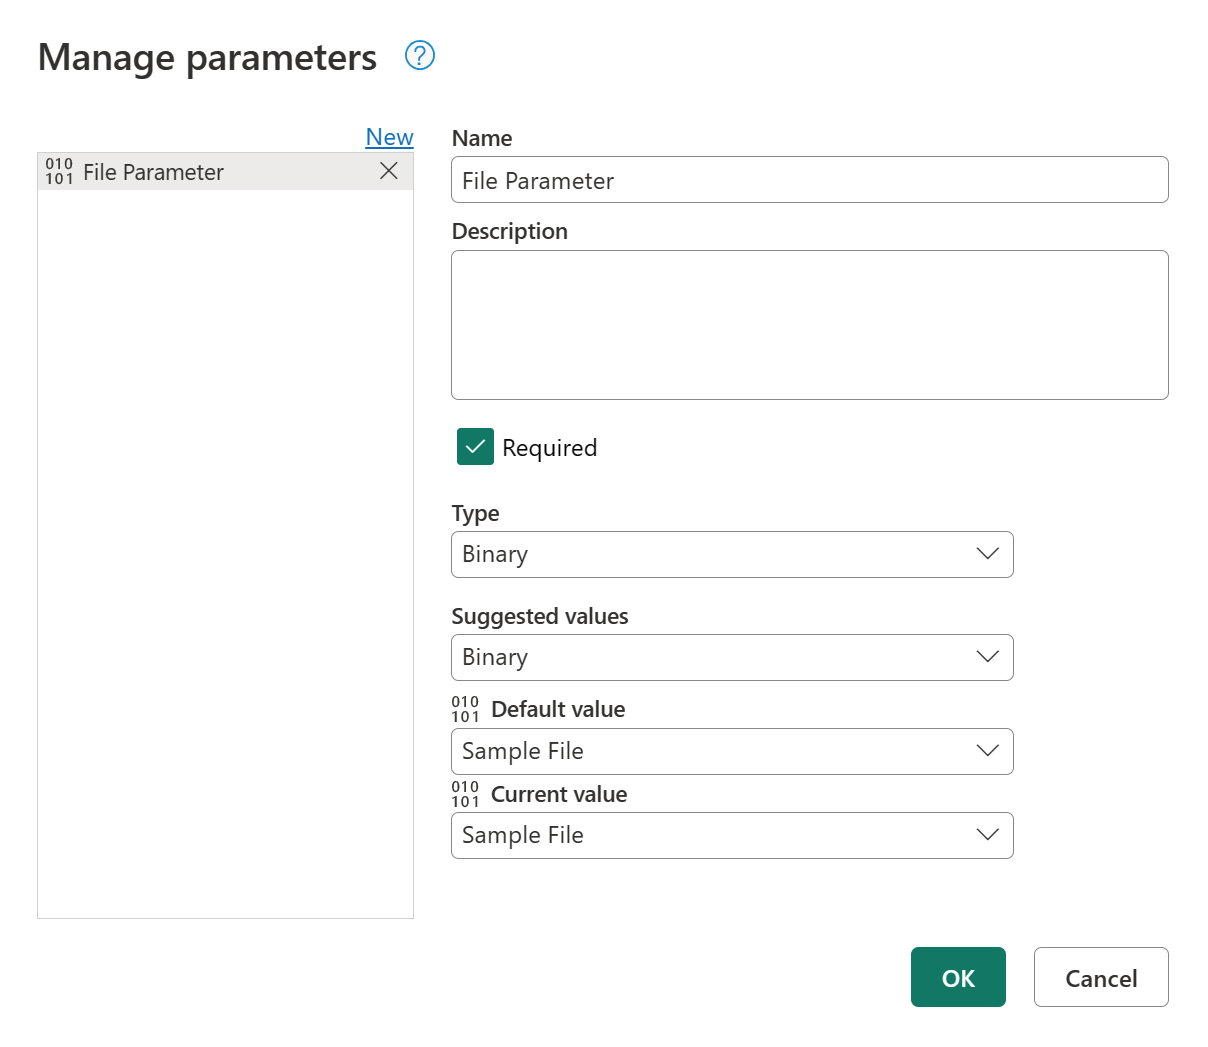 Manage parameters ?
New
010
101 File Parameter
Name
File Parameter
Description
Required
Type
Binary
Suggested values
Binary
010
101 Default value
Sample File
010
101 Current value
Sample File
OK Cancel